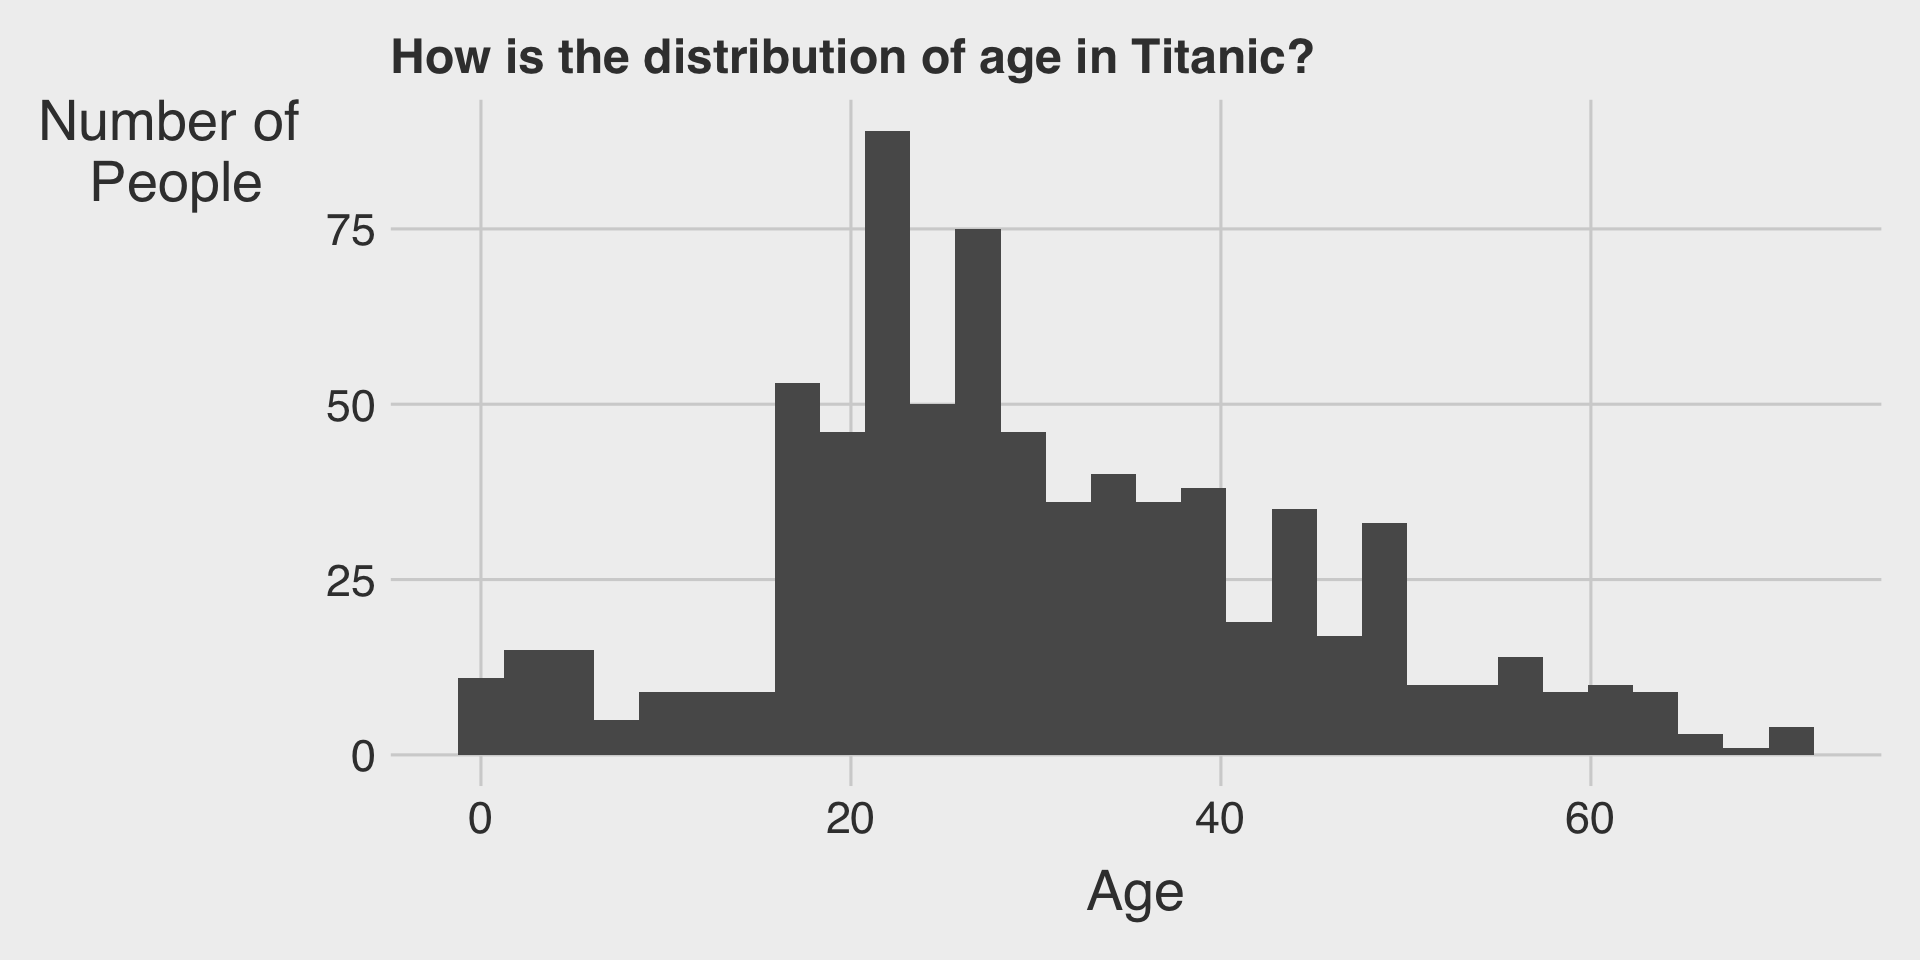 How is the distribution of age in Titanic?
Number of
People
75
50
25
0
0 20 40 60
Age